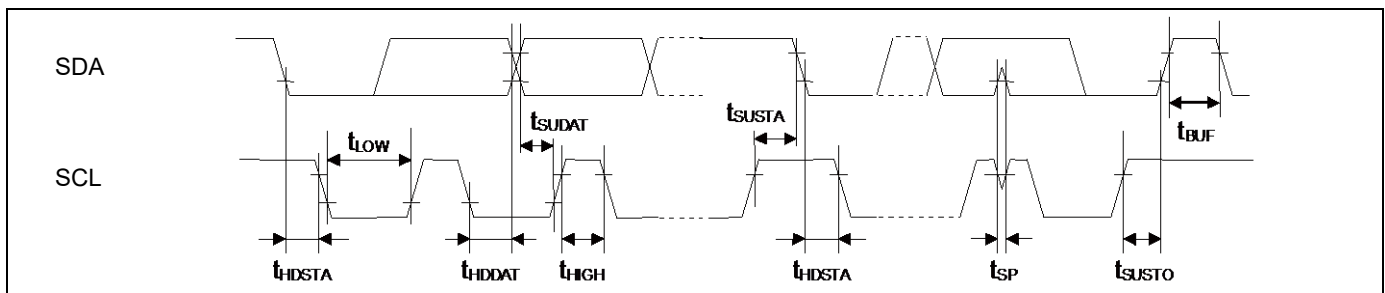 SDA
tSUDAT
tSUSTA
tBUF
tLOW
SCL
tHDSTA
tHDDAT
tHIGH
tHDSTA
tSP
tSUSTO